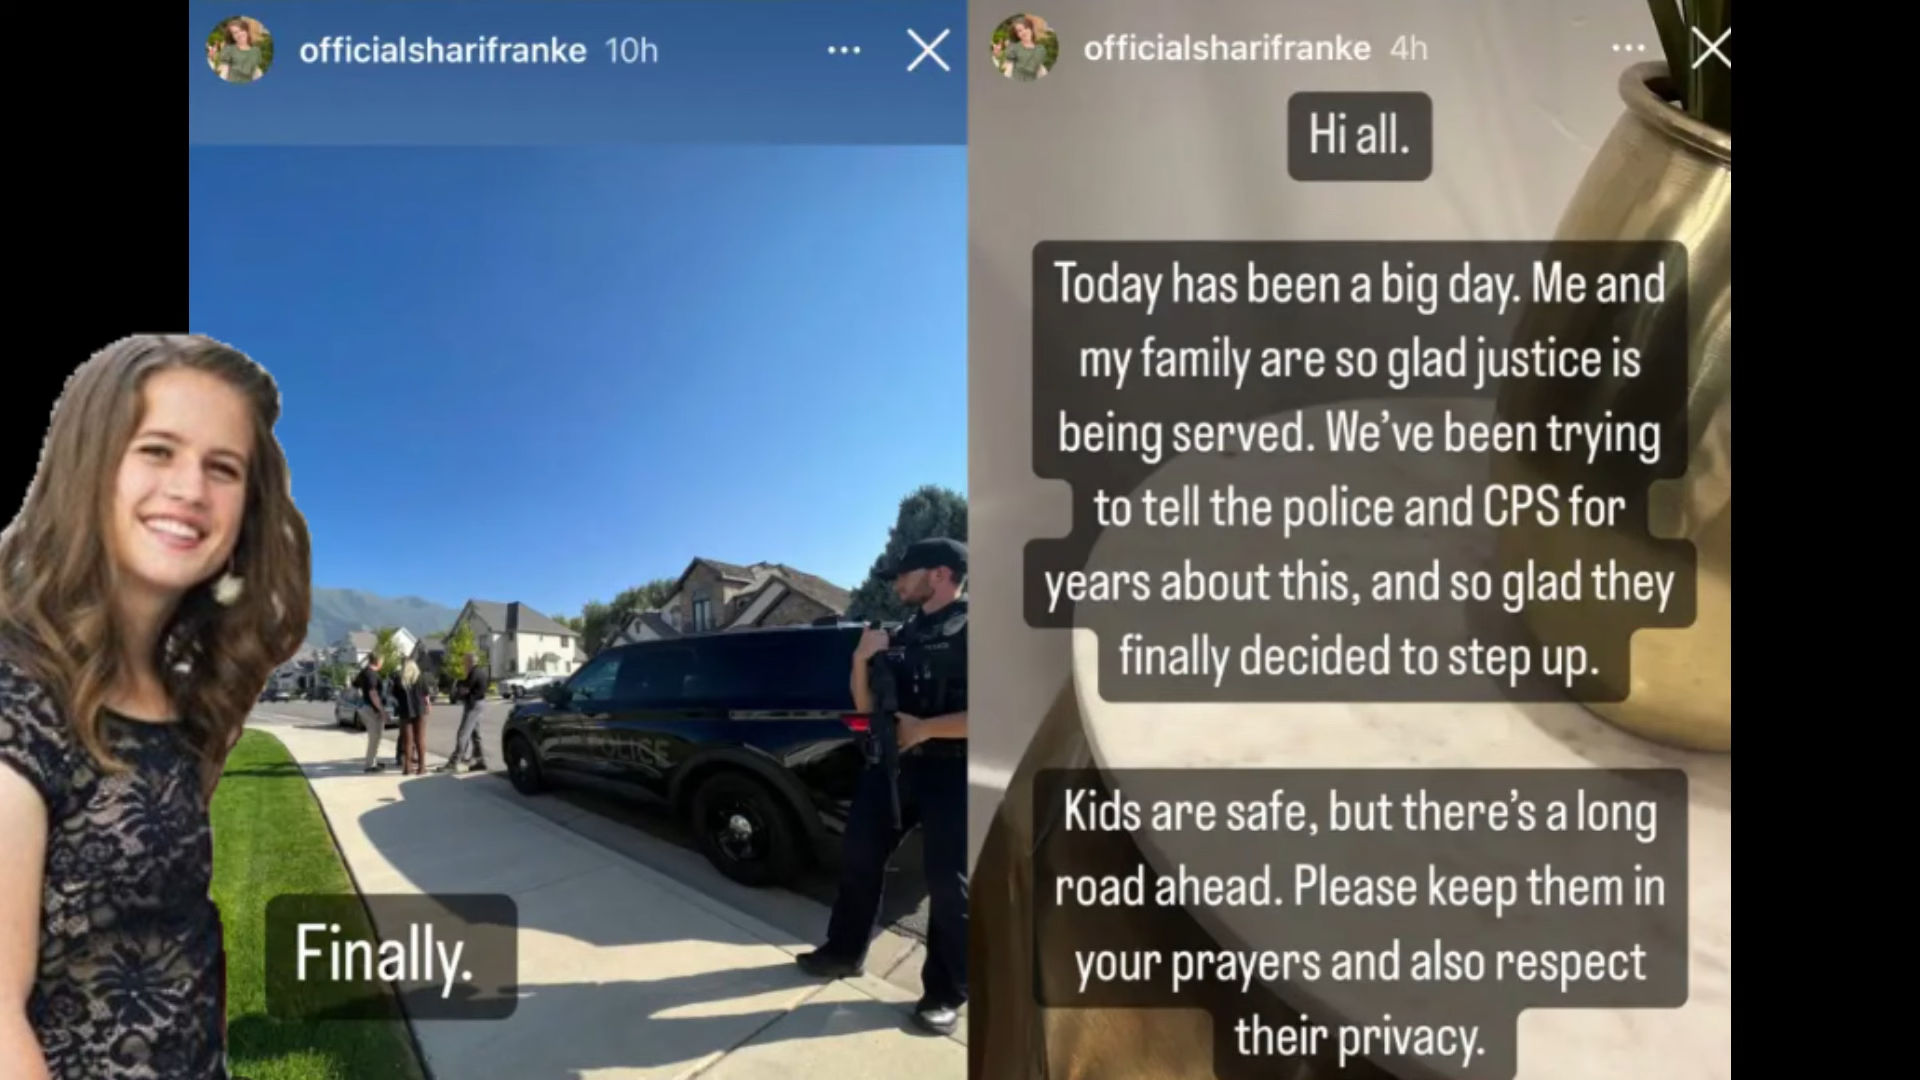 officialsharifranke 10h
Finally.
POLICE
officialsharifranke 4h
Hi all.
Today has been a big day. Me and
my family are so glad justice is
being served. We’ve been trying
to tell the police and CPS for
years about this, and so glad they
finally decided to step up.
Kids are safe, but there’s a long
road ahead. Please keep them in
your prayers and also respect
their privacy.